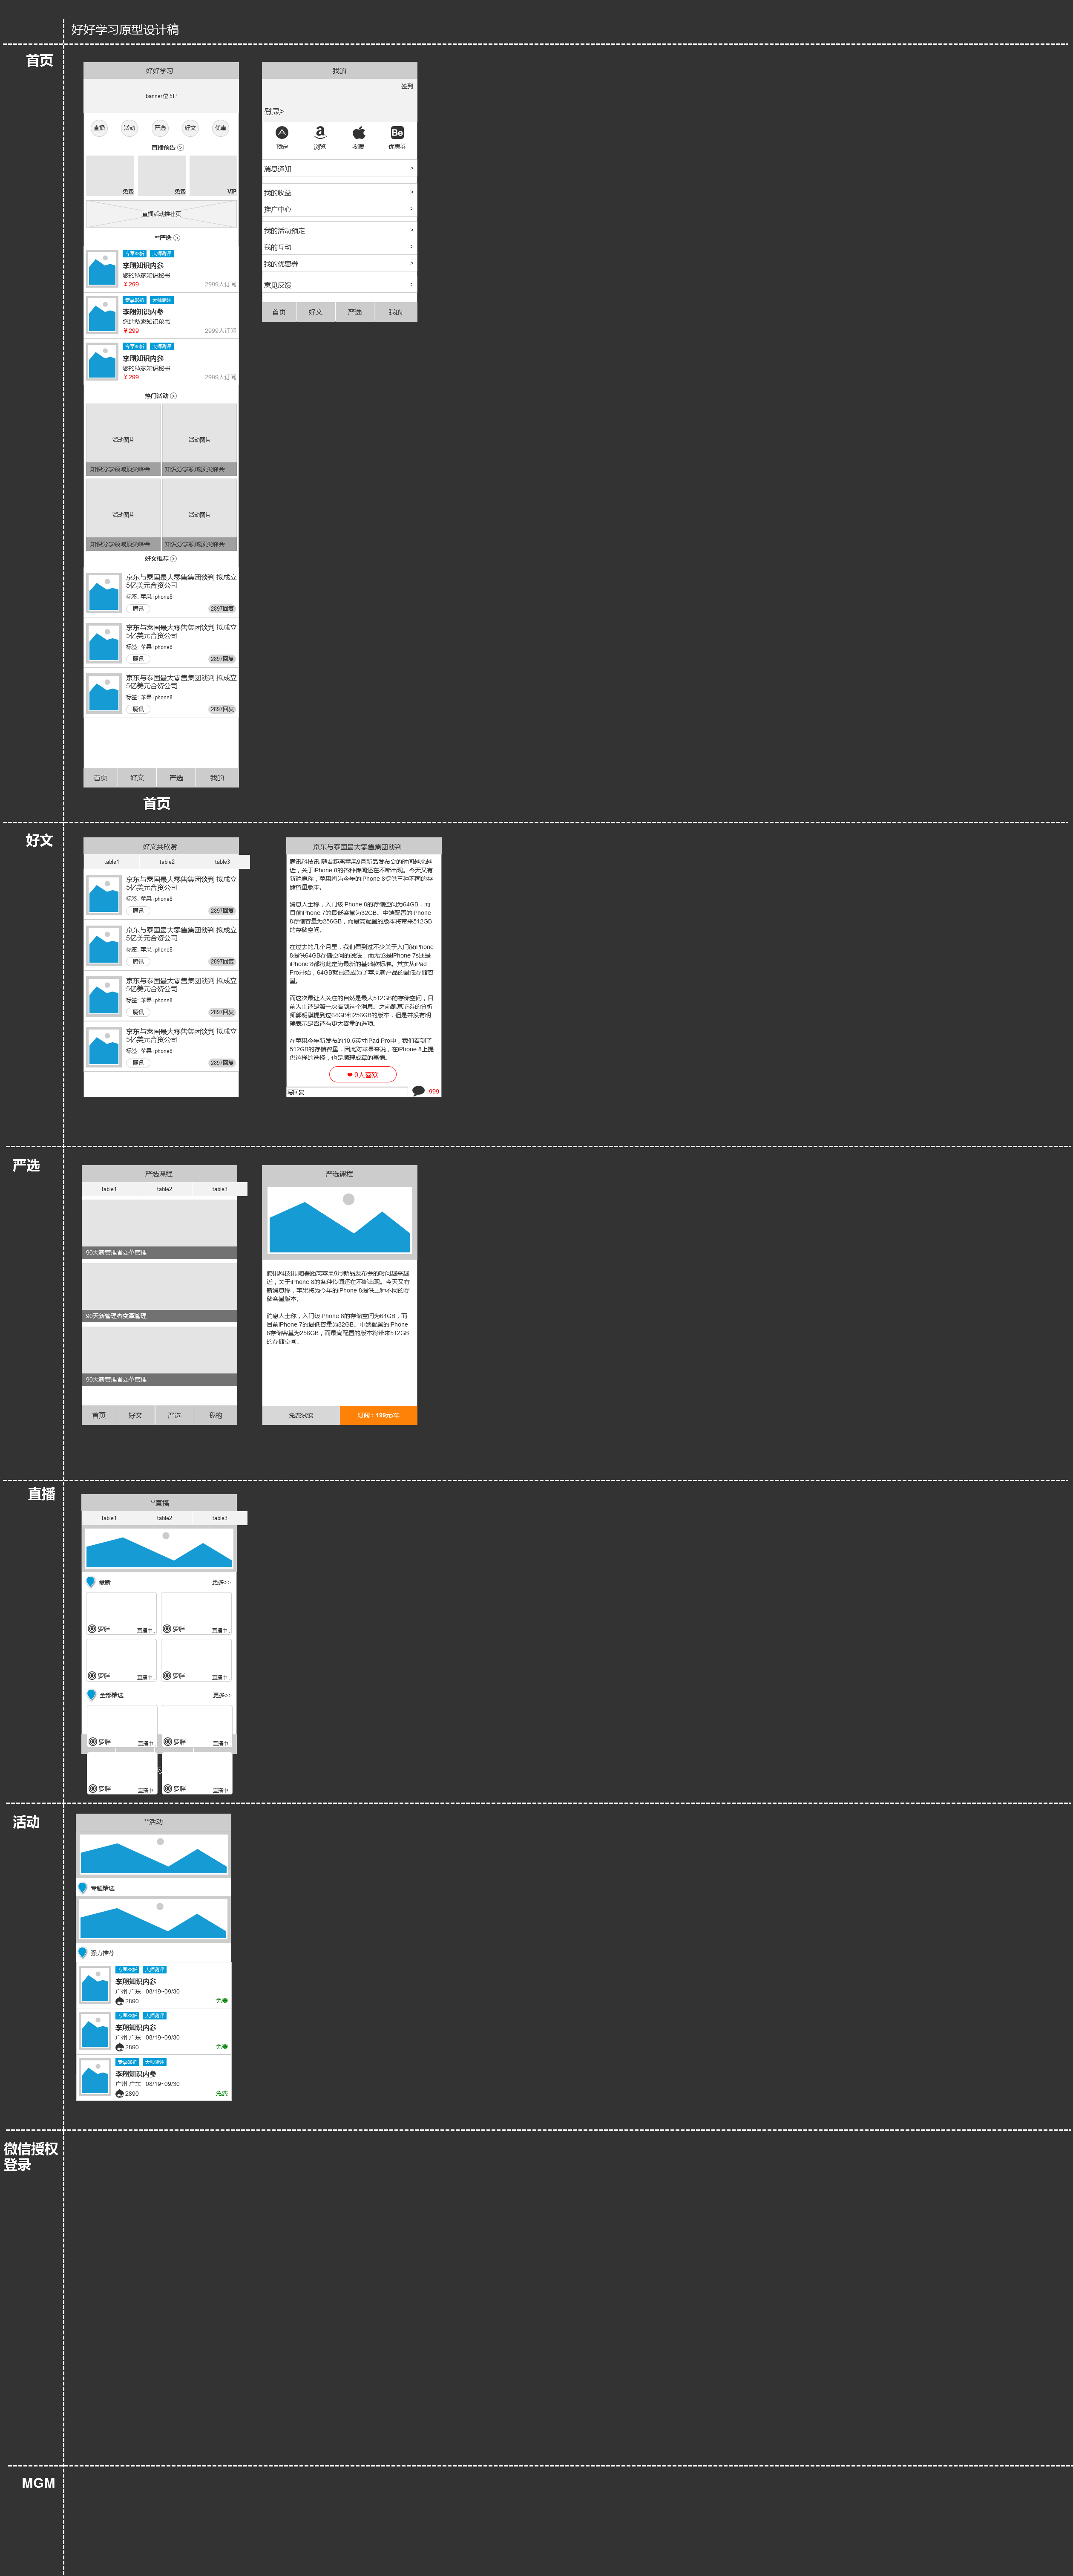 好好学习原型设计稿
首页
好好学习
banner位 5P
直播 活动 严选 好文 优惠
直播预告
免费 免费 VIP
直播活动推荐页
**严选
专享88折 大师测评
李翔知识内参
您的私家知识秘书
￥299 2999人订阅
专享88折 大师测评
李翔知识内参
您的私家知识秘书
￥299 2999人订阅
专享88折 大师测评
李翔知识内参
您的私家知识秘书
￥299 2999人订阅
热门活动
活动图片 活动图片
知识分享领域顶尖峰会 知识分享领域顶尖峰会
活动图片 活动图片
知识分享领域顶尖峰会 知识分享领域顶尖峰会
好文推荐
京东与泰国最大零售集团谈判 拟成立
5亿美元合资公司
标签: 苹果 iphone8
腾讯 2897回复
京东与泰国最大零售集团谈判 拟成立
5亿美元合资公司
标签: 苹果 iphone8
腾讯 2897回复
京东与泰国最大零售集团谈判 拟成立
5亿美元合资公司
标签: 苹果 iphone8
腾讯 2897回复
首页 好文 严选 我的
首页
我的
签到
登录>
预定 浏览 收藏 优惠券
消息通知 >
我的收益 >
推广中心 >
我的活动预定 >
我的互动 >
我的优惠券 >
意见反馈 >
首页 好文 严选 我的
好文
好文共欣赏
table1 table2 table3
京东与泰国最大零售集团谈判 拟成立
5亿美元合资公司
标签: 苹果 iphone8
腾讯 2897回复
京东与泰国最大零售集团谈判 拟成立
5亿美元合资公司
标签: 苹果 iphone8
腾讯 2897回复
京东与泰国最大零售集团谈判 拟成立
5亿美元合资公司
标签: 苹果 iphone8
腾讯 2897回复
京东与泰国最大零售集团谈判 拟成立
5亿美元合资公司
标签: 苹果 iphone8
腾讯 2897回复
京东与泰国最大零售集团谈判...
腾讯科技讯 随着距离苹果9月新品发布会的时间越来越
近，关于iPhone 8的各种传闻还在不断出现。今天又有
新消息称，苹果将为今年的iPhone 8提供三种不同的存
储容量版本。
消息人士称，入门级iPhone 8的存储空间为64GB，而
目前iPhone 7的最低容量为32GB。中端配置的iPhone
8存储容量为256GB，而最高配置的版本将带来512GB
的存储空间。
在过去的几个月里，我们看到过不少关于入门级iPhone
8提供64GB存储空间的说法，而无论是iPhone 7s还是
iPhone 8都将此定为最新的基础款标准。其实从iPad
Pro开始，64GB就已经成为了苹果新产品的最低存储容
量。
而这次最让人关注的自然是最大512GB的存储空间，目
前为止还是第一次看到这个消息。之前凯基证券的分析
师郭明錤提到过64GB和256GB的版本，但是并没有明
确表示是否还有更大容量的选项。
在苹果今年新发布的10.5英寸iPad Pro中，我们看到了
512GB的存储容量，因此对苹果来说，在iPhone 8上提
供这样的选择，也是顺理成章的事情。
❤ 0人喜欢
写回复 999
严选
严选课程
table1 table2 table3
90天新管理者变革管理
90天新管理者变革管理
90天新管理者变革管理
首页 好文 严选 我的
严选课程
腾讯科技讯 随着距离苹果9月新品发布会的时间越来越
近，关于iPhone 8的各种传闻还在不断出现。今天又有
新消息称，苹果将为今年的iPhone 8提供三种不同的存
储容量版本。
消息人士称，入门级iPhone 8的存储空间为64GB，而
目前iPhone 7的最低容量为32GB。中端配置的iPhone
8存储容量为256GB，而最高配置的版本将带来512GB
的存储空间。
免费试读 订阅：199元/年
直播
**直播
table1 table2 table3
最新 更多>>
罗胖 直播中.. 罗胖 直播中..
罗胖 直播中.. 罗胖 直播中..
全部精选 更多>>
罗胖 直播中.. 罗胖 直播中..
罗胖 直播中.. 罗胖 直播中..
活动
**活动
专题精选
强力推荐
专享88折 大师测评
李翔知识内参
广州 广东 08/19~09/30
2890 免费
专享88折 大师测评
李翔知识内参
广州 广东 08/19~09/30
2890 免费
专享88折 大师测评
李翔知识内参
广州 广东 08/19~09/30
2890 免费
微信授权
登录
MGM